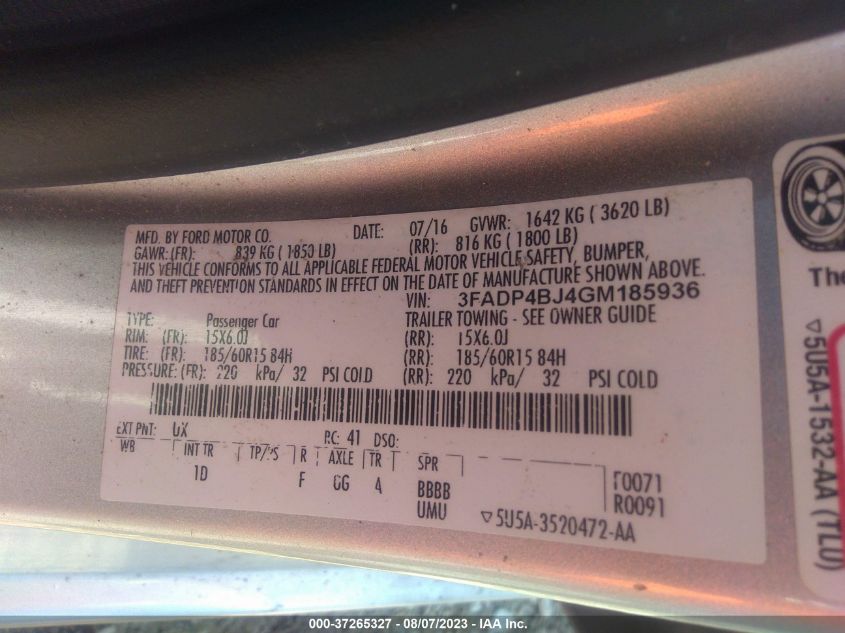 MFD. BY FORD MOTOR CO. DATE: 07/16 GVWR: 1642 KG ( 3620 LB)
GAWR: (FR): 839 KG ( 1850 LB) (RR): 816 KG ( 1800 LB)
THIS VEHICLE CONFORMS TO ALL APPLICABLE FEDERAL MOTOR VEHICLE SAFETY, BUMPER,
AND THEFT PREVENTION STANDARDS IN EFFECT ON THE DATE OF MANUFACTURE SHOWN ABOVE.
VIN: 3FADP4BJ4GM185936
TYPE: Passenger Car TRAILER TOWING - SEE OWNER GUIDE
RIM: (FR): 15X6.0J (RR): 15X6.0J
TIRE: (FR): 185/60R15 84H (RR): 185/60R15 84H
PRESSURE: (FR): 220 kPa/ 32 PSI COLD (RR): 220 kPa/ 32 PSI COLD
EXT PNT: UX RC: 41 DSO:
WB INT TR TP/PS R AXLE TR SPR
1D F 6G 4 BBBB
UMU
F0071
R0091
▽5U5A-3520472-AA
The
▽5U5A-1532-AA (TLU)
000-37265327 - 08/07/2023 - IAA Inc.